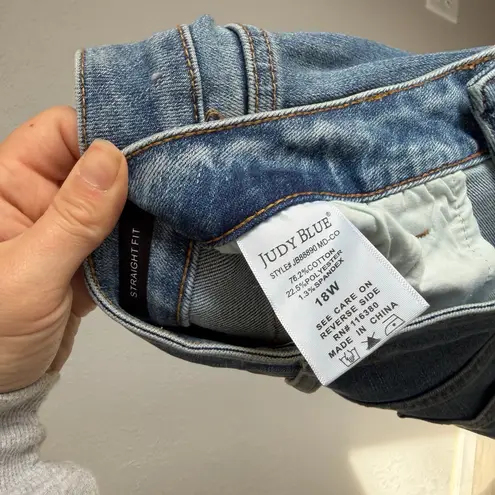 STRAIGHT FIT
JUDY BLUE®
STYLE# JB88890 MD-CO
76.2%COTTON
22.5%POLYESTER
1.3%SPANDEX
18W
SEE CARE ON
REVERSE SIDE
RN# 116380
MADE IN CHINA